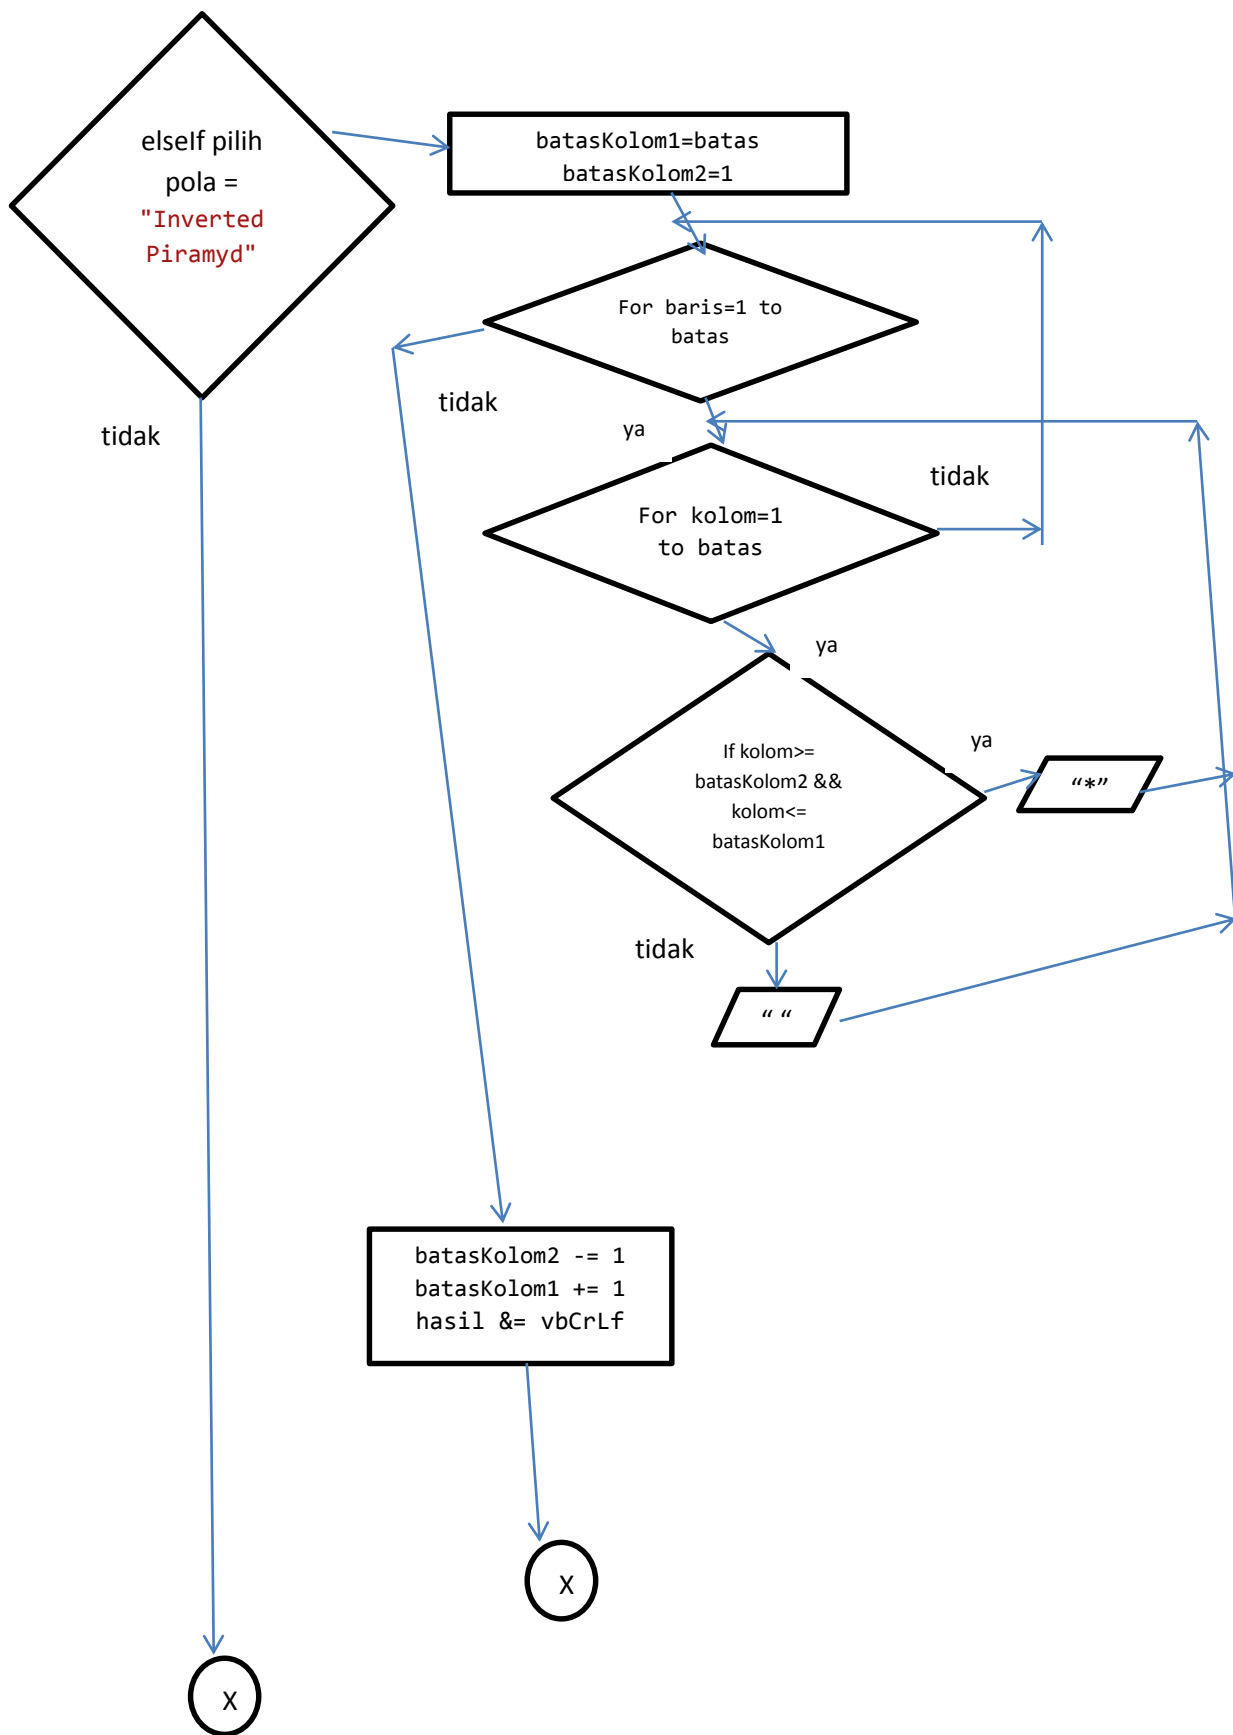 elseIf pilih
pola =
"Inverted
Piramyd"
batasKolom1=batas
batasKolom2=1
For baris=1 to
batas
tidak
tidak
ya
tidak
For kolom=1
to batas
ya
If kolom>=
batasKolom2 &&
kolom<=
batasKolom1
ya
“*”
tidak
“ “
batasKolom2 -= 1
batasKolom1 += 1
hasil &= vbCrLf
X
X